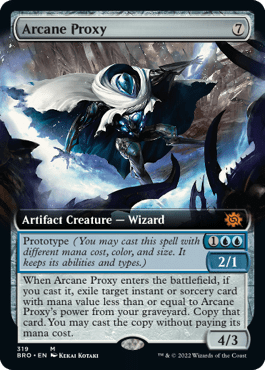 Arcane Proxy 7
Artifact Creature — Wizard
Prototype (You may cast this spell with
different mana cost, color, and size. It
keeps its abilities and types.)
1
2/1
When Arcane Proxy enters the battlefield, if
you cast it, exile target instant or sorcery card
with mana value less than or equal to Arcane
Proxy's power from your graveyard. Copy
that card. You may cast the copy without paying its
mana cost.
4/3
319 M
BRO • EN KEKAI KOTAKI
™ & © 2022 Wizards of the Coast